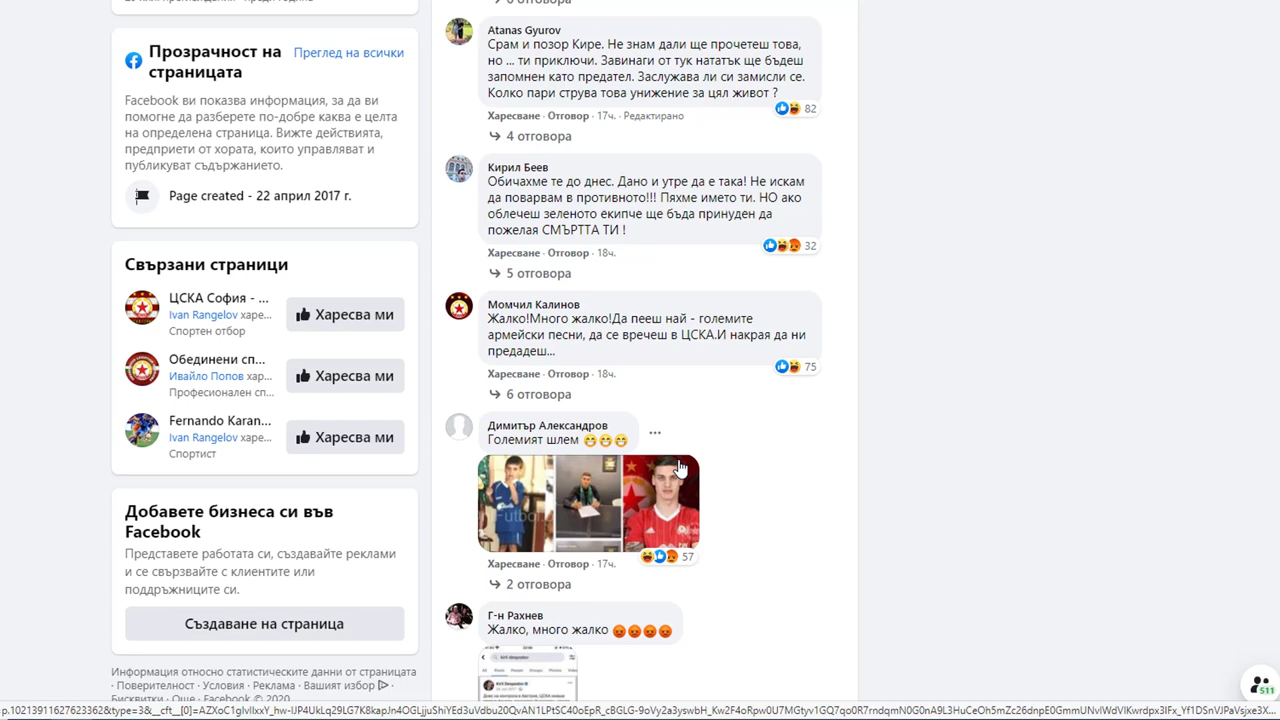 Прозрачност на страницата
Преглед на всички
Facebook ви показва информация, за да ви
помогне да разберете по-добре каква е целта
на определена страница. Вижте действията,
предприети от хората, които управляват и
публикуват съдържанието.
Page created - 22 април 2017 г.
Свързани страници
ЦСКА София - ...
Ivan Rangelov харе...
Спортен отбор
Харесва ми
Обединени сп...
Ивайло Попов хар...
Професионален сп...
Харесва ми
Fernando Karan...
Ivan Rangelov харе...
Спортист
Харесва ми
Добавете бизнеса си във
Facebook
Представете работата си, създавайте реклами
и се свързвайте с клиентите или
поддръжниците си.
Създаване на страница
Информация относно статистически данни от страницата
· Поверителност · Условия · Реклама · Вашият избор ·
Бисквитки · Още · Facebook © 2020
Atanas Gyurov
Срам и позор Кире. Не знам дали ще прочетеш това,
но ... ти приключи. Завинаги от тук нататък ще бъдеш
запомнен като предател. Заслужава ли си замисли се.
Колко пари струва това унижение за цял живот ?
82
Харесване · Отговор · 17ч. · Редактирано
4 отговора
Кирил Беев
Обичахме те до днес. Дано и утре да е така! Не искам
да поварвам в противното!!! Пяхме името ти. НО ако
облечеш зеленото екипче ще бъда принуден да
пожелая СМЪРТТА ТИ !
32
Харесване · Отговор · 18ч.
5 отговора
Момчил Калинов
Жалко!Много жалко!Да пееш най - големите
армейски песни, да се вречеш в ЦСКА.И накрая да ни
предадеш...
75
Харесване · Отговор · 18ч.
6 отговора
Димитър Александров
Големият шлем 😁😁😁
57
Харесване · Отговор · 17ч.
2 отговора
Г-н Рахнев
Жалко, много жалко 😡😡😡😡
511